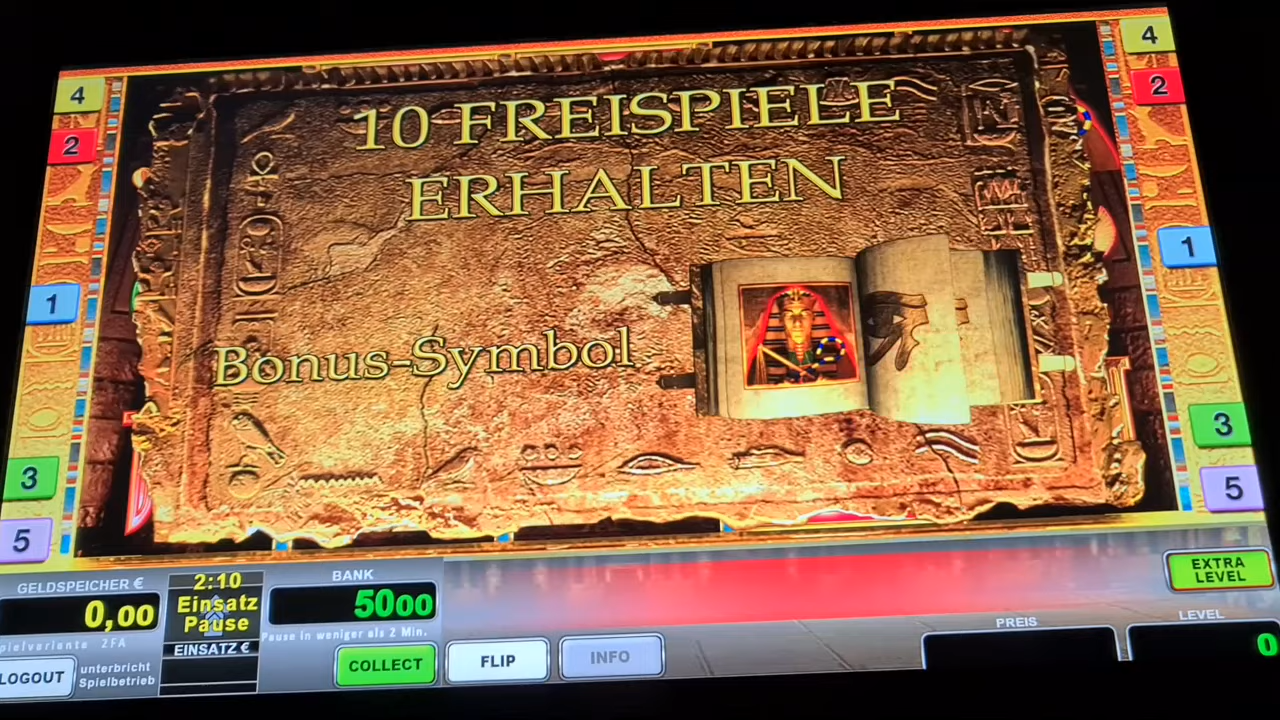 10 FREISPIELE
ERHALTEN
Bonus-Symbol
4
2
1
3
5
4
2
1
3
5
GELDSPEICHER €
0,00
pielvariante 2FA
LOGOUT
unterbricht
Spielbetrieb
2:10
Einsatz
Pause
EINSATZ €
BANK
5000
Pause in weniger als 2 Min.
COLLECT
FLIP
INFO
EXTRA
LEVEL
PREIS
LEVEL
0